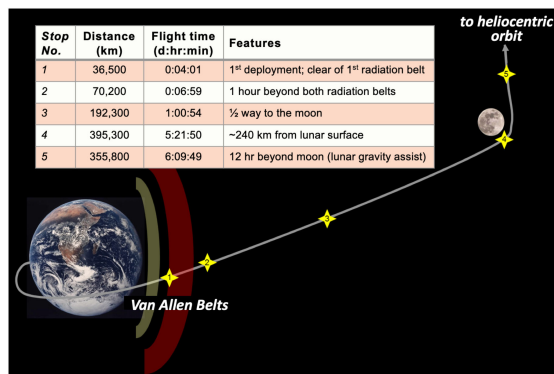 to heliocentric
orbit
Stop No. Distance (km) Flight time (d:hr:min) Features
1 36,500 0:04:01 1st deployment; clear of 1st radiation belt
2 70,200 0:06:59 1 hour beyond both radiation belts
3 192,300 1:00:54 ½ way to the moon
4 395,300 5:21:50 ~240 km from lunar surface
5 355,800 6:09:49 12 hr beyond moon (lunar gravity assist)
5
4
3
2
1
Van Allen Belts